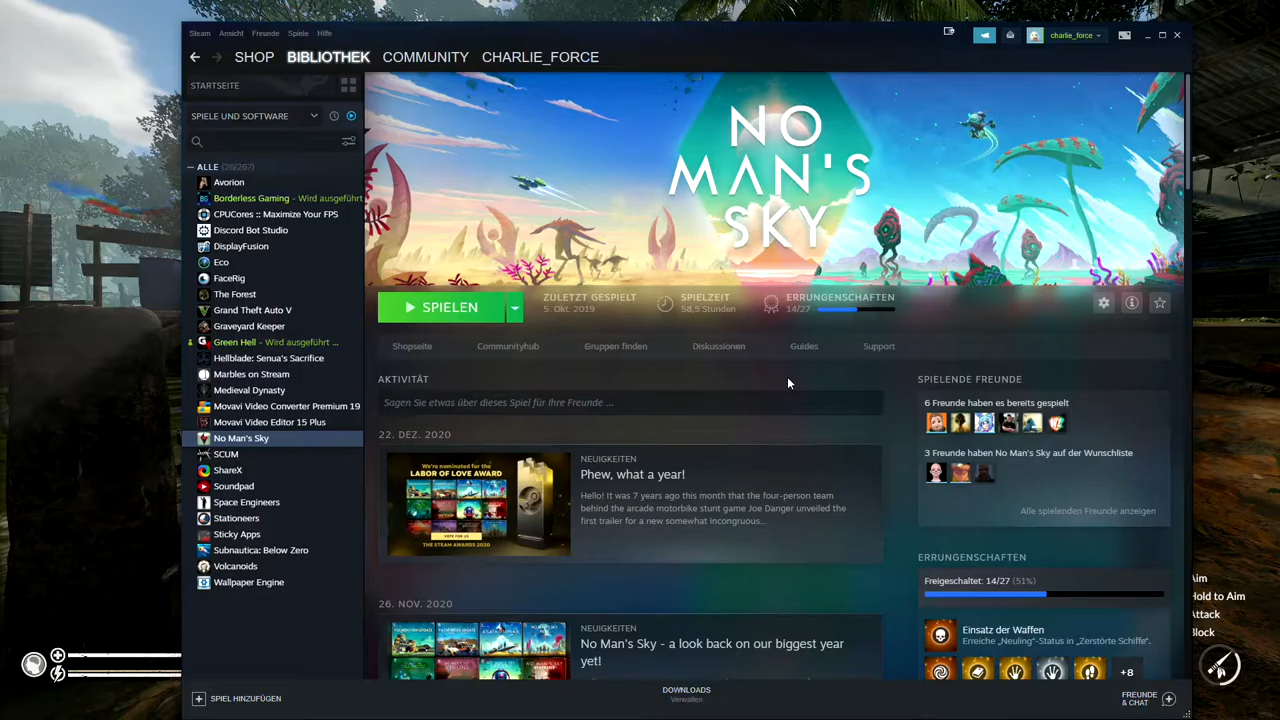 Steam Ansicht Freunde Spiele Hilfe
charlie_force
SHOP BIBLIOTHEK COMMUNITY CHARLIE_FORCE
STARTSEITE
SPIELE UND SOFTWARE
ALLE (26/267)
Avorion
Borderless Gaming - Wird ausgeführt
CPUCores :: Maximize Your FPS
Discord Bot Studio
DisplayFusion
Eco
FaceRig
The Forest
Grand Theft Auto V
Graveyard Keeper
Green Hell - Wird ausgeführt ...
Hellblade: Senua's Sacrifice
Marbles on Stream
Medieval Dynasty
Movavi Video Converter Premium 19
Movavi Video Editor 15 Plus
No Man's Sky
SCUM
ShareX
Soundpad
Space Engineers
Stationeers
Sticky Apps
Subnautica: Below Zero
Volcanoids
Wallpaper Engine
SPIEL HINZUFÜGEN
NO
MAN'S
SKY
SPIELEN
ZULETZT GESPIELT
5. Okt. 2019
SPIELZEIT
58,5 Stunden
ERRUNGENSCHAFTEN
14/27
Shopseite Communityhub Gruppen finden Diskussionen Guides Support
AKTIVITÄT
Sagen Sie etwas über dieses Spiel für Ihre Freunde ...
22. DEZ. 2020
We're nominated for the
LABOR OF LOVE AWARD
VOTE FOR US
THE STEAM AWARDS 2020
NEUIGKEITEN
Phew, what a year!
Hello! It was 7 years ago this month that the four-person team
behind the arcade motorbike stunt game Joe Danger unveiled the
first trailer for a new somewhat incongruous...
26. NOV. 2020
NEUIGKEITEN
No Man's Sky - a look back on our biggest year
yet!
SPIELENDE FREUNDE
6 Freunde haben es bereits gespielt
3 Freunde haben No Man's Sky auf der Wunschliste
Alle spielenden Freunde anzeigen
ERRUNGENSCHAFTEN
Freigeschaltet: 14/27 (51%)
Einsatz der Waffen
Erreiche „Neuling"-Status in „Zerstörte Schiffe".
+8
DOWNLOADS
Verwalten
FREUNDE
& CHAT
Aim
Hold to Aim
Attack
Block